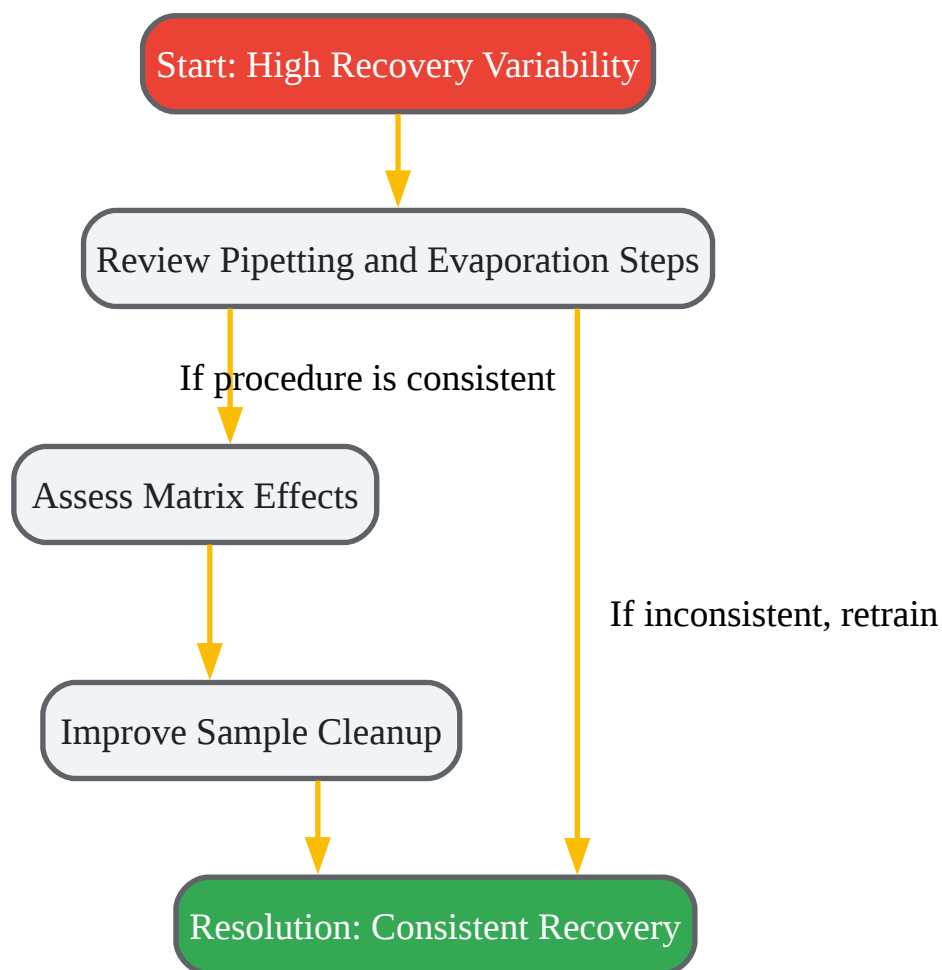 Start: High Recovery Variability
Review Pipetting and Evaporation Steps
If procedure is consistent
Assess Matrix Effects
If inconsistent, retrain
Improve Sample Cleanup
Resolution: Consistent Recovery